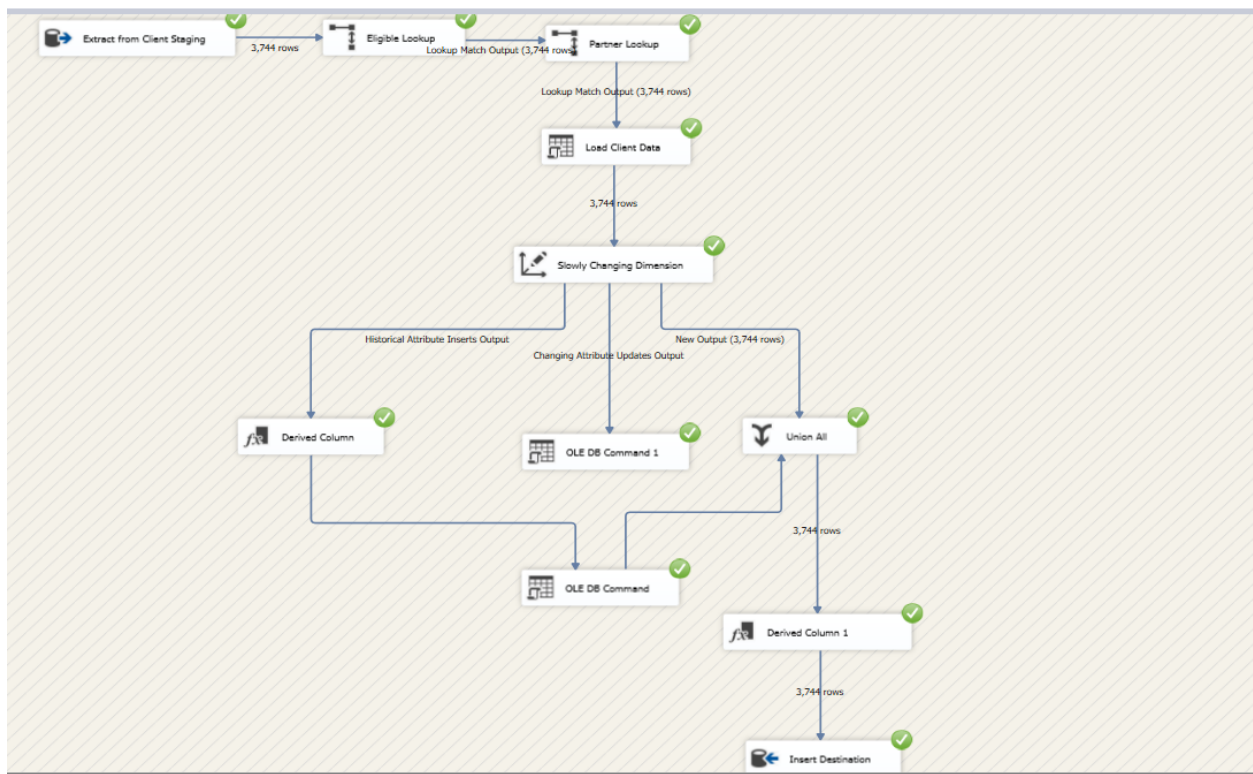 Extract from Client Staging
3,744 rows
Eligible Lookup
Lookup Match Output (3,744 rows)
Partner Lookup
Lookup Match Output (3,744 rows)
Load Client Data
3,744 rows
Slowly Changing Dimension
Historical Attribute Inserts Output
New Output (3,744 rows)
Changing Attribute Updates Output
Derived Column
OLE DB Command 1
Union All
3,744 rows
OLE DB Command
Derived Column 1
3,744 rows
Insert Destination